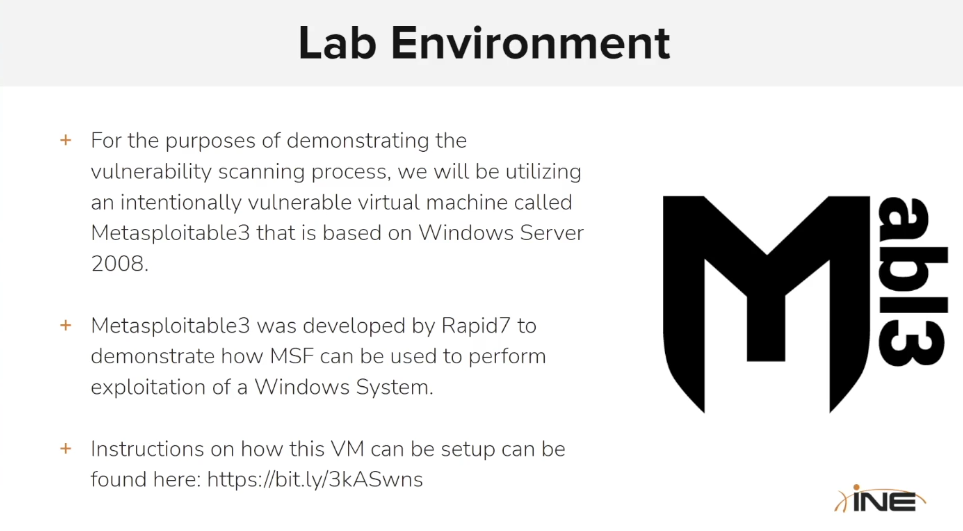 Lab Environment
+ For the purposes of demonstrating the
vulnerability scanning process, we will be utilizing
an intentionally vulnerable virtual machine called
Metasploitable3 that is based on Windows Server
2008.
+ Metasploitable3 was developed by Rapid7 to
demonstrate how MSF can be used to perform
exploitation of a Windows System.
+ Instructions on how this VM can be setup can be
found here: https://bit.ly/3kASwns
M
abl3
INE